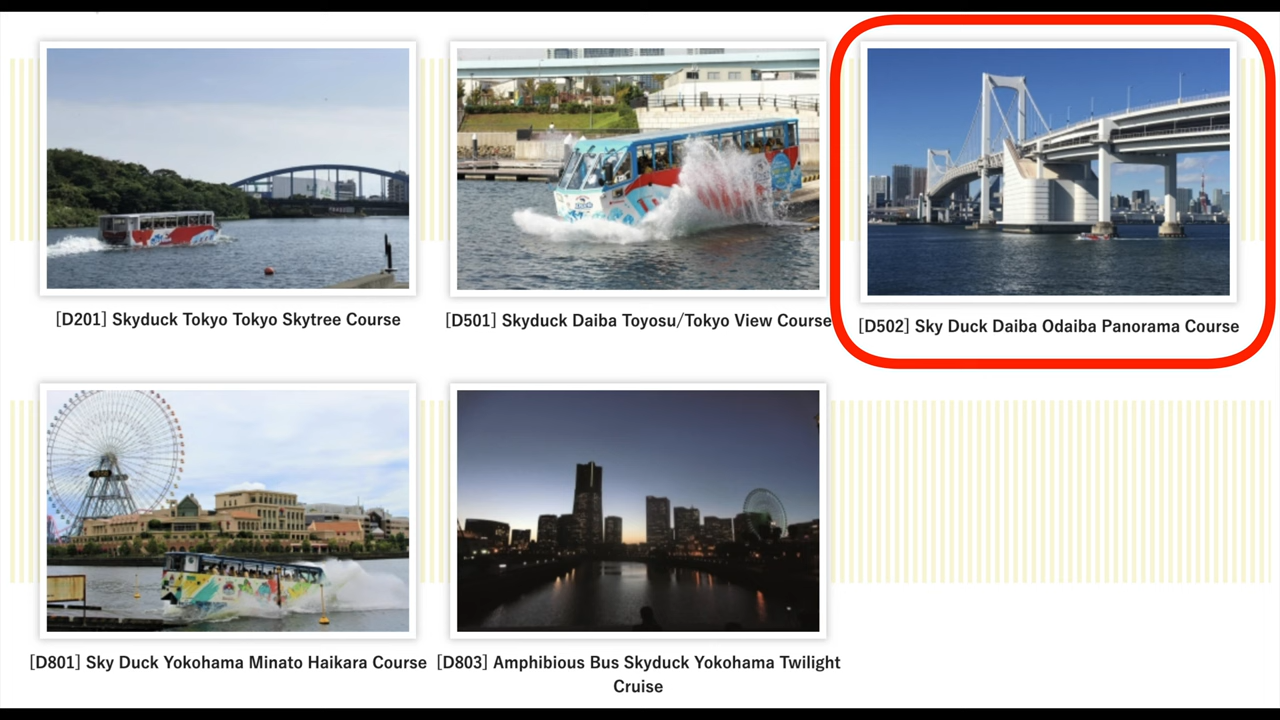 [D201] Skyduck Tokyo Tokyo Skytree Course
[D501] Skyduck Daiba Toyosu/Tokyo View Course
[D502] Sky Duck Daiba Odaiba Panorama Course
[D801] Sky Duck Yokohama Minato Haikara Course
[D803] Amphibious Bus Skyduck Yokohama Twilight
Cruise